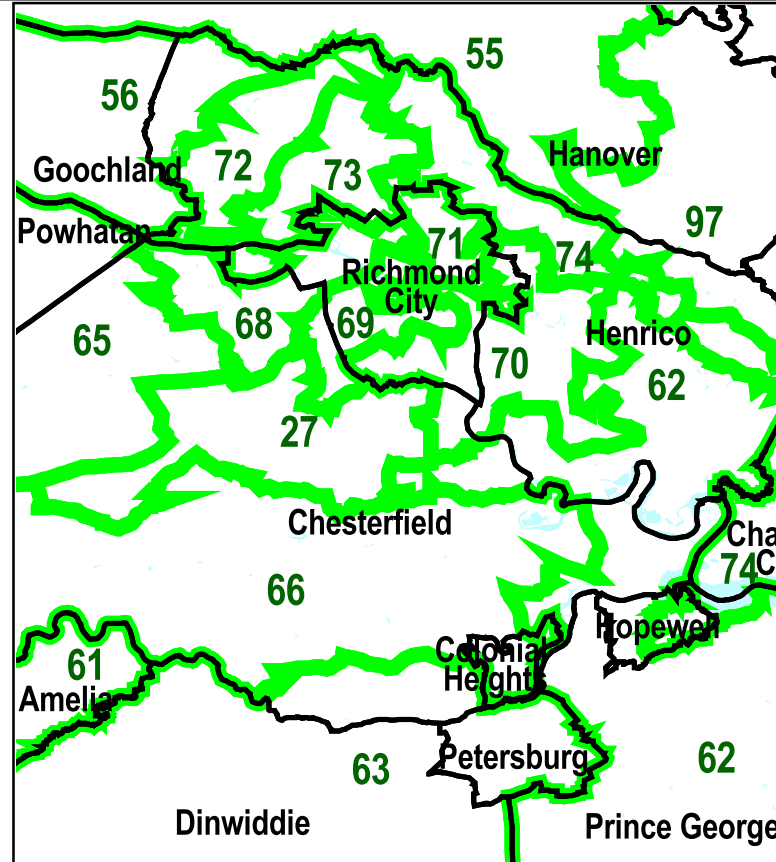 55
56
Hanover
72
Goochland
73
97
Powhatan
71
74
Richmond
City
65
68
69
Henrico
70
62
27
Chesterfield
Cha
74
C
66
Hopewell
Colonial
Heights
61
Amelia
Petersburg
63
62
Dinwiddie
Prince George